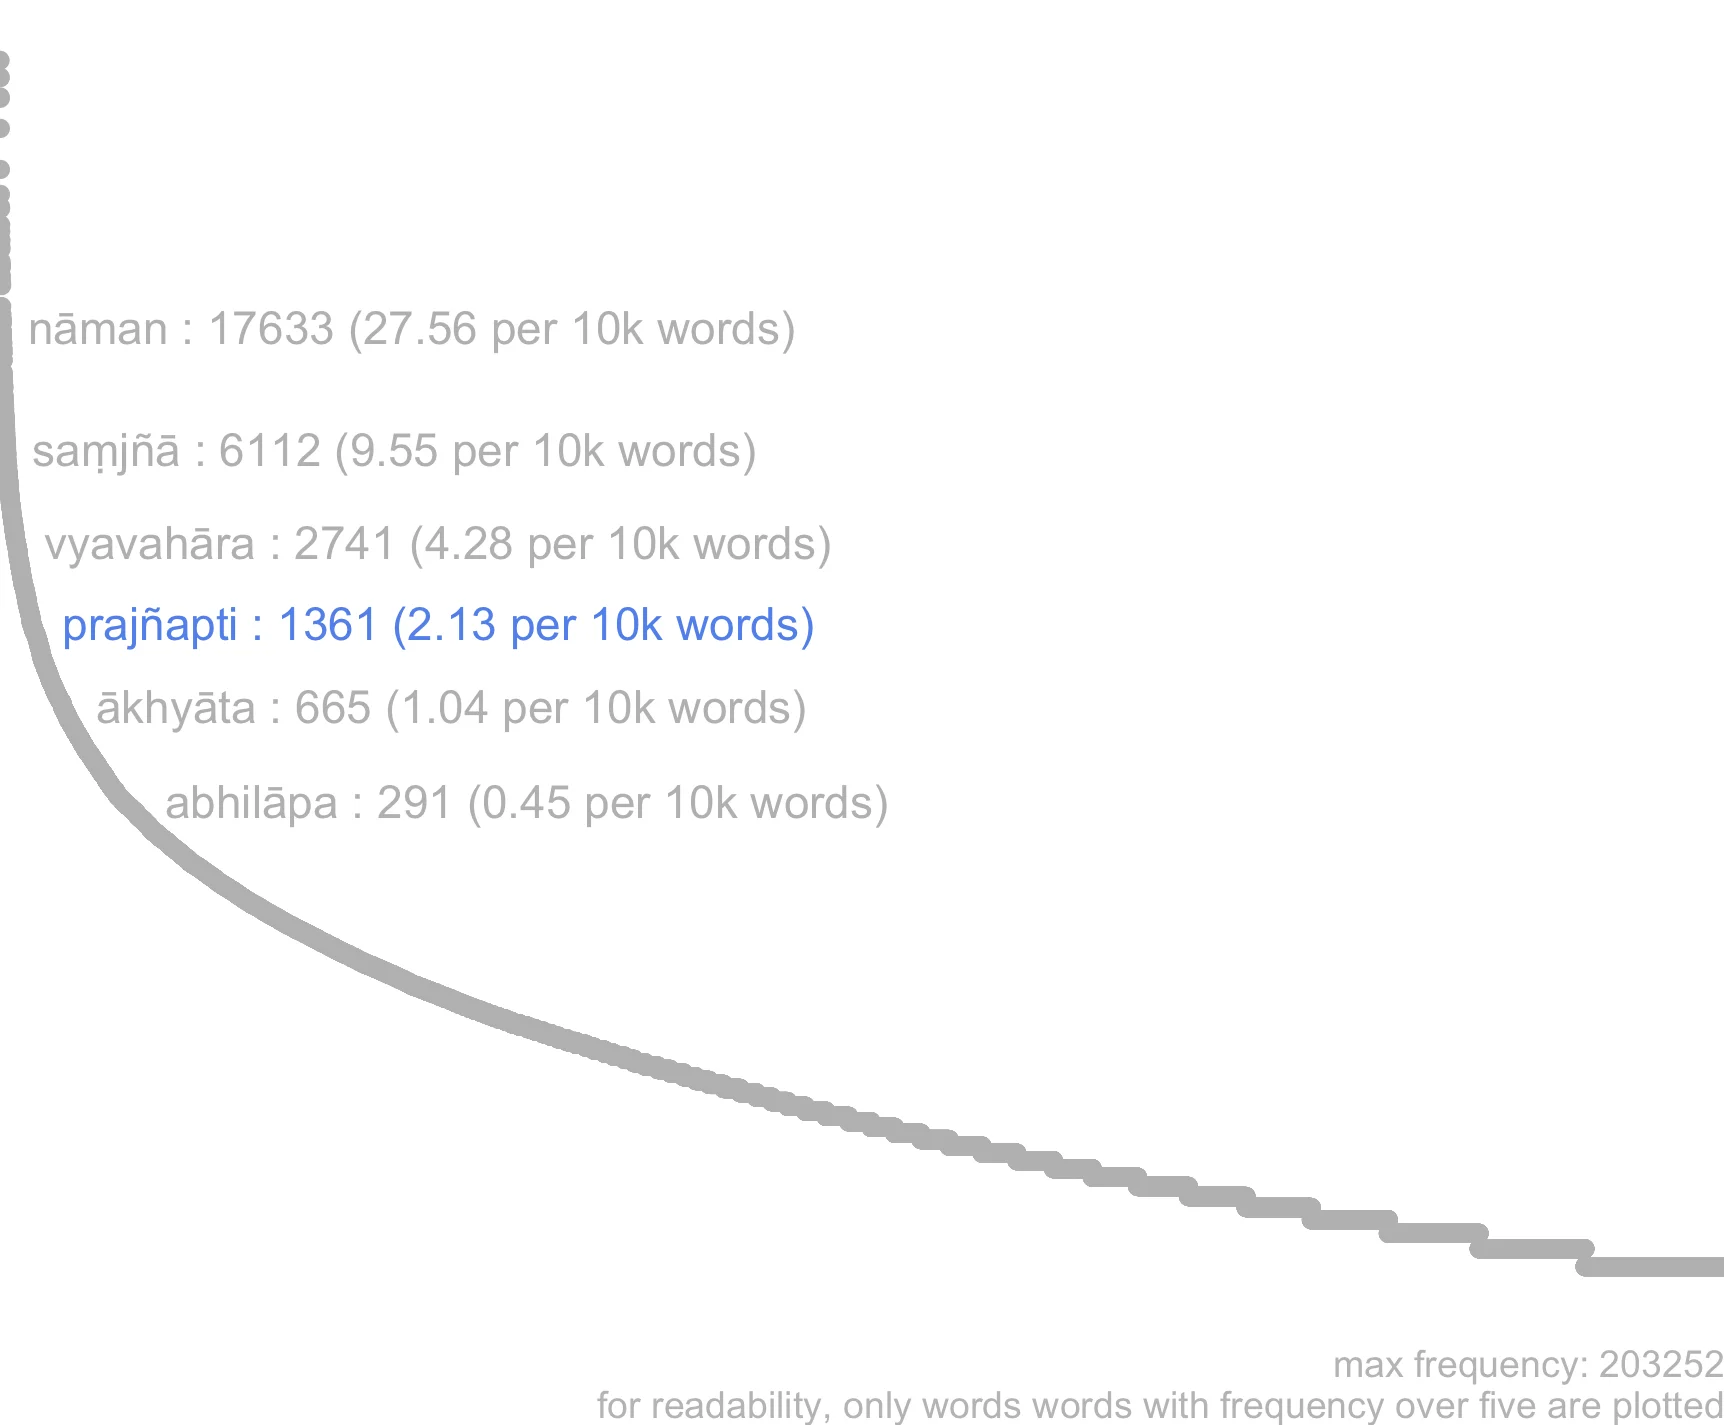 nāman : 17633 (27.56 per 10k words)
saṃjñā : 6112 (9.55 per 10k words)
vyavahāra : 2741 (4.28 per 10k words)
prajñapti : 1361 (2.13 per 10k words)
ākhyāta : 665 (1.04 per 10k words)
abhilāpa : 291 (0.45 per 10k words)
max frequency: 203252
for readability, only words words with frequency over five are plotted